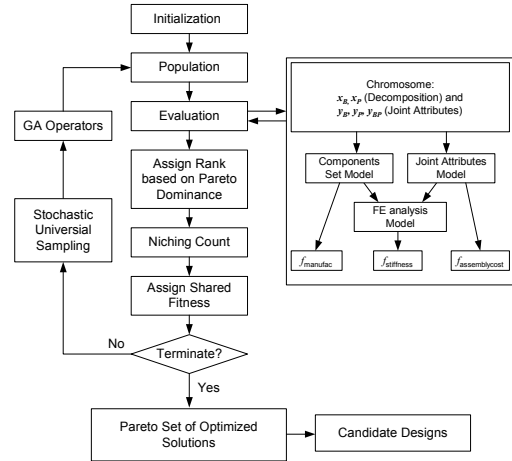 Initialization
Population
Evaluation
GA Operators
Assign Rank
based on Pareto
Dominance
Stochastic
Universial
Sampling
Niching Count
Assign Shared
Fitness
No
Terminate?
Yes
Pareto Set of Optimized
Solutions
Candidate Designs
Chromosome:
x_B, x_P (Decomposition) and
y_B, y_P, y_BP (Joint Attributes)
Components
Set Model
Joint Attributes
Model
FE analysis
Model
f_manufac
f_stiffness
f_assemblycost